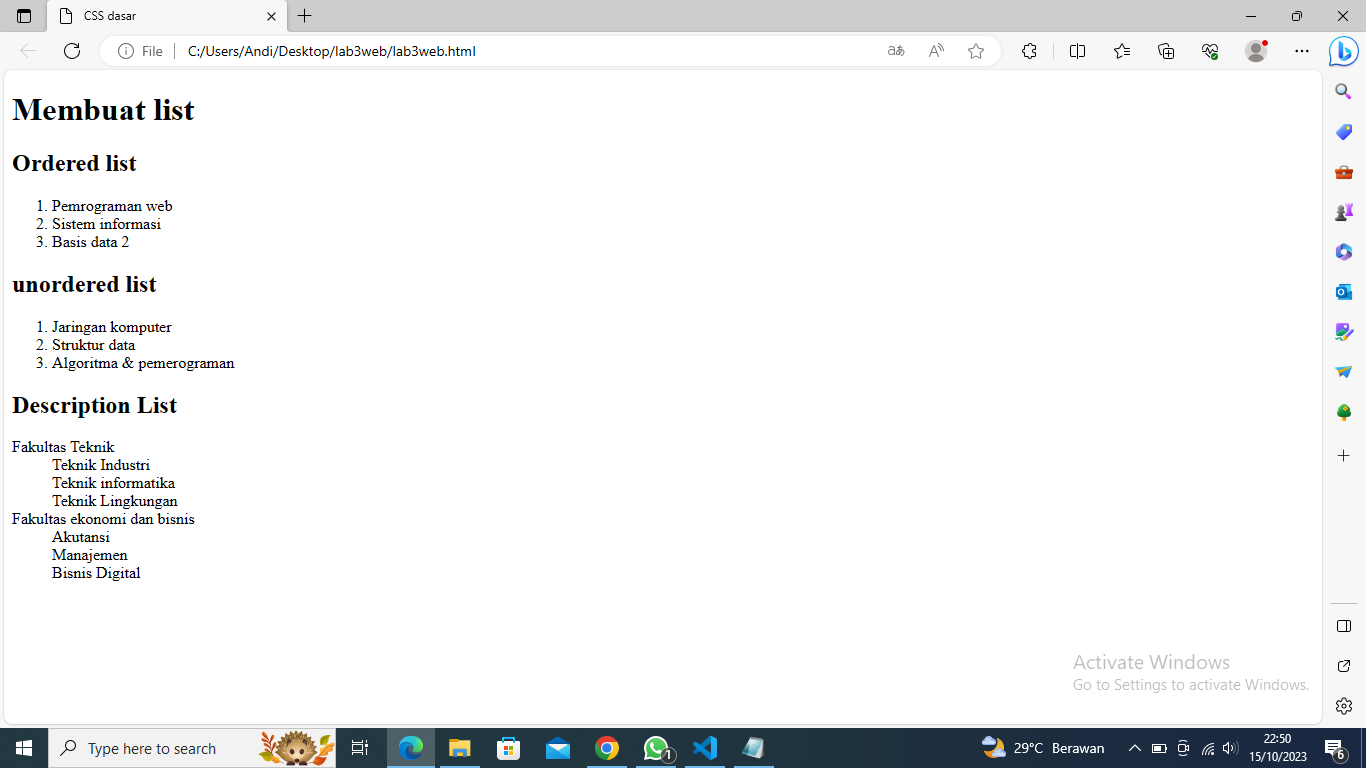 CSS dasar
File
C:/Users/Andi/Desktop/lab3web/lab3web.html
aあ
A
Membuat list
Ordered list
1. Pemrograman web
2. Sistem informasi
3. Basis data 2
unordered list
1. Jaringan komputer
2. Struktur data
3. Algoritma & pemerograman
Description List
Fakultas Teknik
Teknik Industri
Teknik informatika
Teknik Lingkungan
Fakultas ekonomi dan bisnis
Akutansi
Manajemen
Bisnis Digital
Activate Windows
Go to Settings to activate Windows.
Type here to search
1
29°C Berawan
22:50
15/10/2023
6